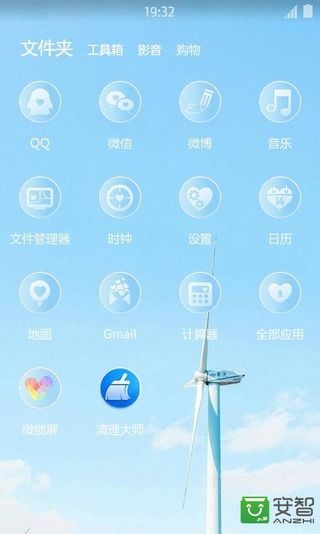 19:32
文件夹 工具箱 影音 购物
QQ 微信 微博 音乐
文件管理器 时钟 设置 日历
14
地图 Gmail 计算器 全部应用
微锁屏 清理大师
AZ 安智
ANZHI